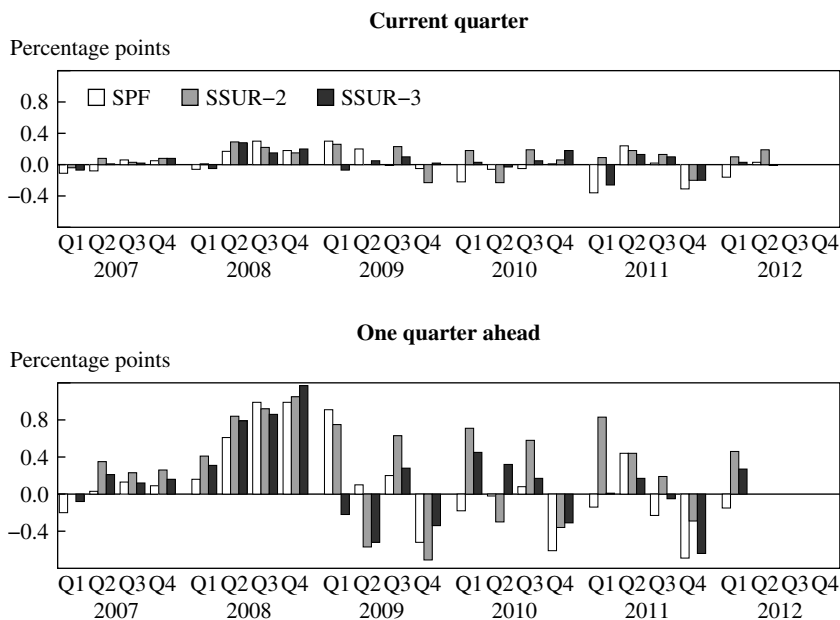 Current quarter
Percentage points
SPF SSUR−2 SSUR−3
0.8
0.4
0.0
−0.4
Q1 Q2 Q3 Q4 Q1 Q2 Q3 Q4 Q1 Q2 Q3 Q4 Q1 Q2 Q3 Q4 Q1 Q2 Q3 Q4 Q1 Q2 Q3 Q4
2007 2008 2009 2010 2011 2012
One quarter ahead
Percentage points
0.8
0.4
0.0
−0.4
Q1 Q2 Q3 Q4 Q1 Q2 Q3 Q4 Q1 Q2 Q3 Q4 Q1 Q2 Q3 Q4 Q1 Q2 Q3 Q4 Q1 Q2 Q3 Q4
2007 2008 2009 2010 2011 2012